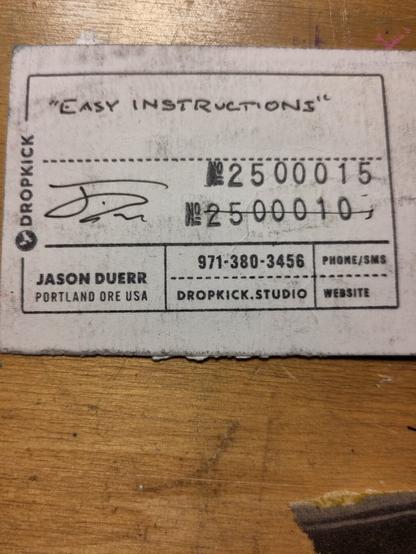 "EASY INSTRUCTIONS"
№2500015
№2500010
DROPKICK
JASON DUERR
PORTLAND ORE USA
971-380-3456
PHONE/SMS
DROPKICK.STUDIO
WEBSITE